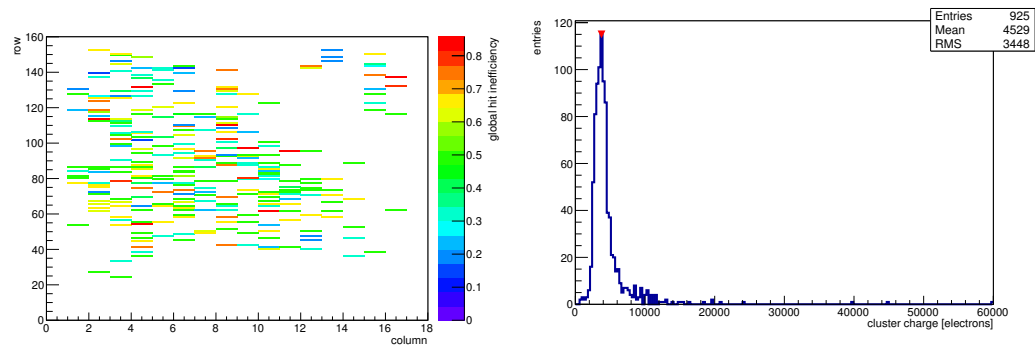 row
160
140
120
100
80
60
40
20
0
0 2 4 6 8 10 12 14 16 18
column
0.8
0.7
0.6
0.5
0.4
0.3
0.2
0.1
0
global hit inefficiency
Entries 925
Mean 4529
RMS 3448
entries
120
100
80
60
40
20
0
0 10000 20000 30000 40000 50000 60000
cluster charge [electrons]